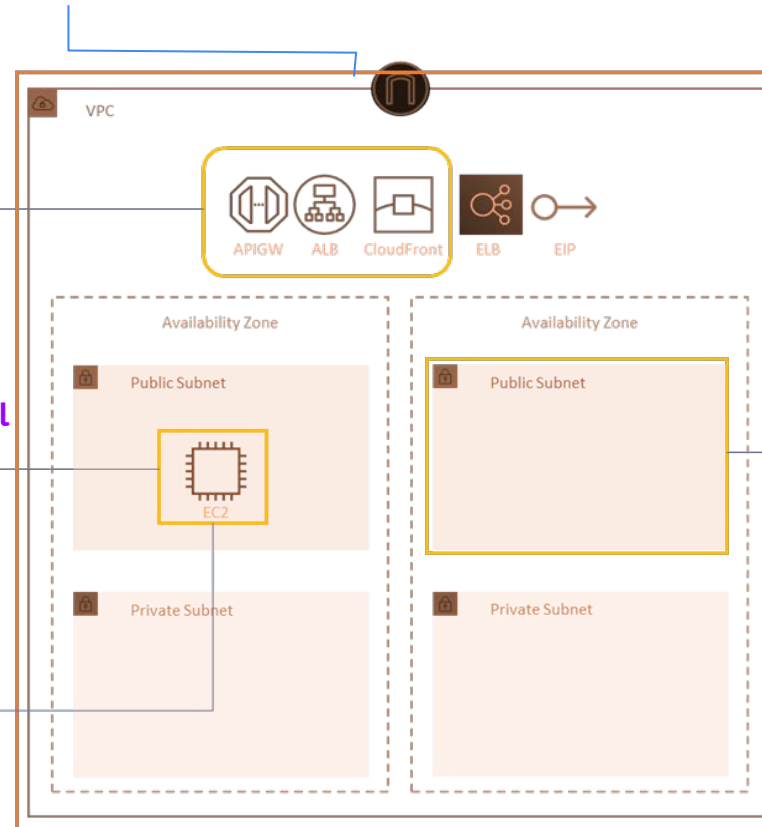 VPC
APIGW ALB CloudFront ELB EIP
Availability Zone Availability Zone
Public Subnet Public Subnet
l
EC2
Private Subnet Private Subnet